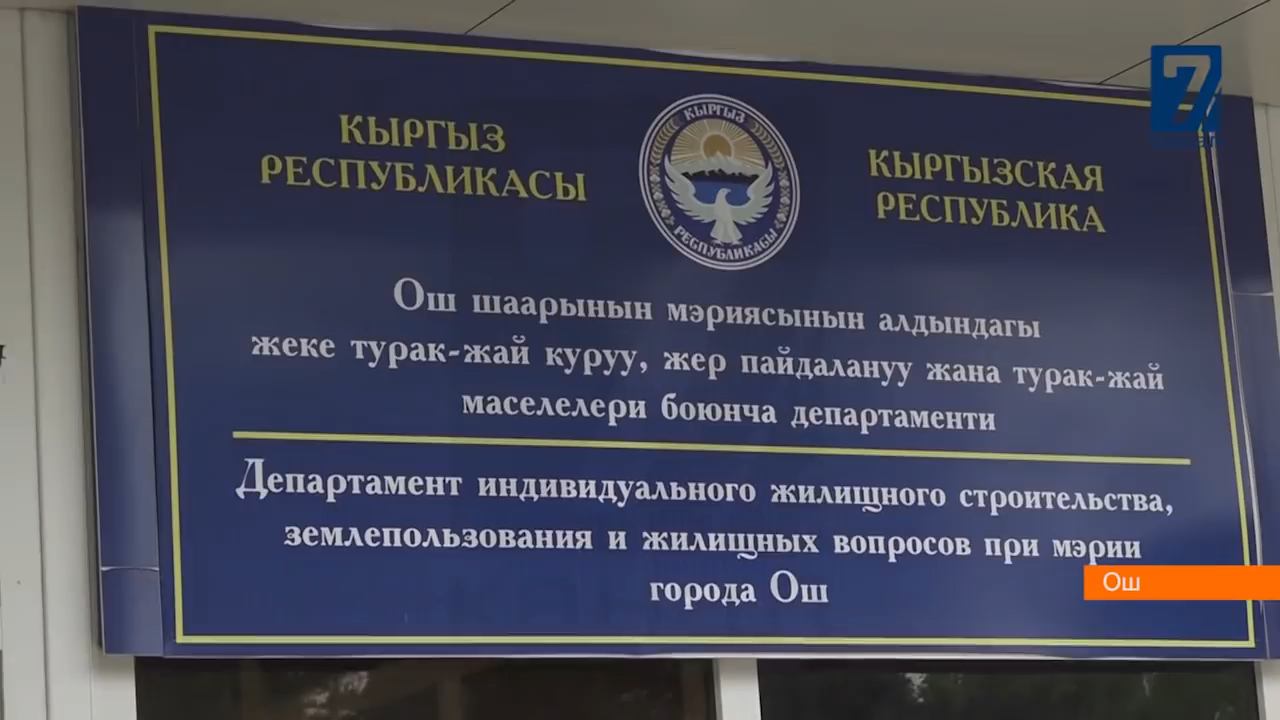 КЫРГЫЗ
РЕСПУБЛИКАСЫ
КЫРГЫЗ
РЕСПУБЛИКАСЫ
КЫРГЫЗСКАЯ
РЕСПУБЛИКА
7
Ош шаарынын мэриясынын алдындагы
жеке турак-жай куруу, жер пайдалануу жана турак-жай
маселелери боюнча департаменти
Департамент индивидуального жилищного строительства,
землепользования и жилищных вопросов при мэрии
города Ош
Ош